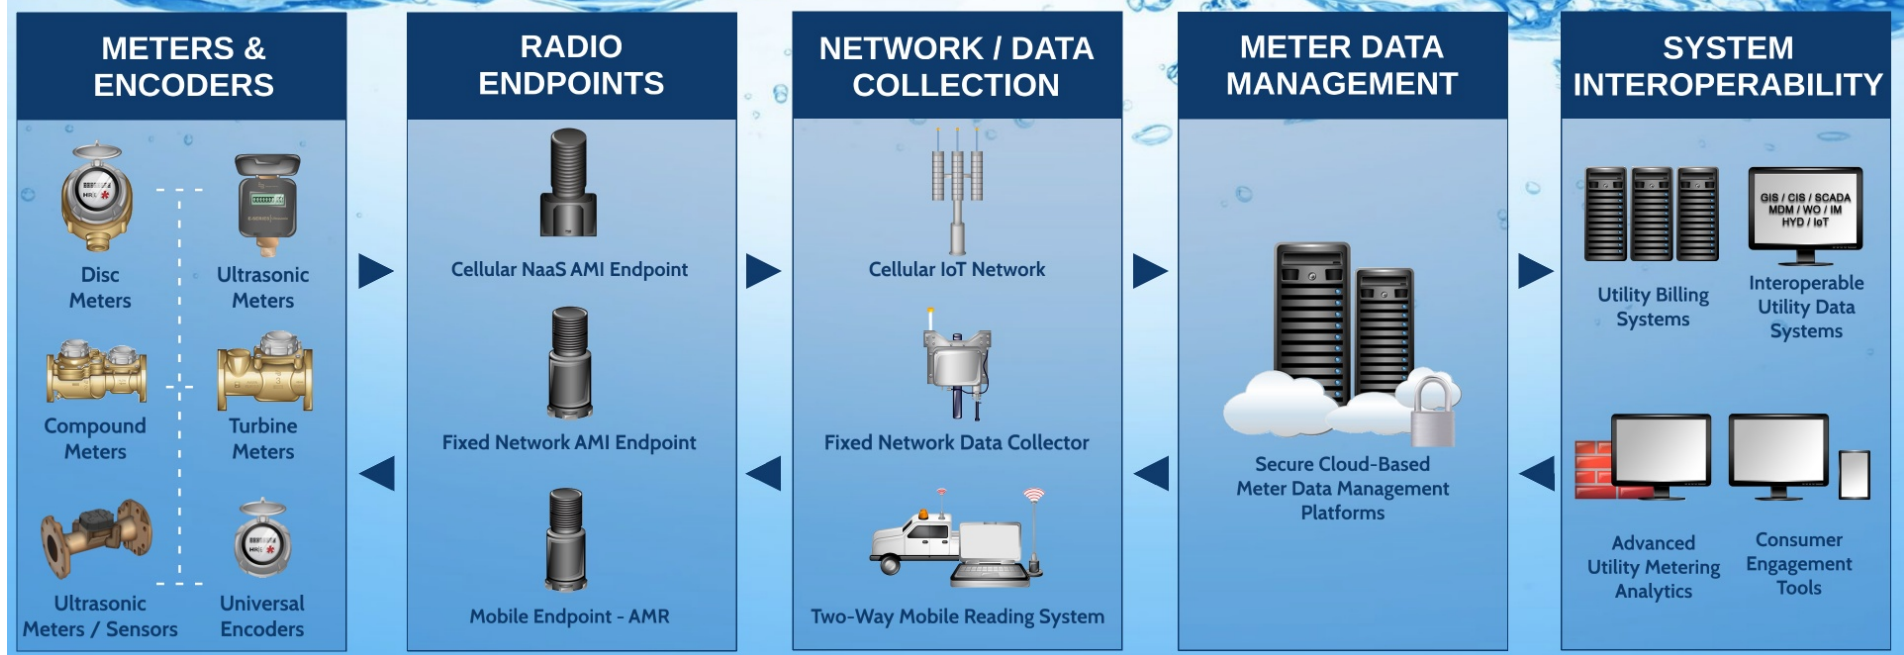 METERS &
ENCODERS
Disc
Meters
Ultrasonic
Meters
Compound
Meters
Turbine
Meters
Ultrasonic
Meters / Sensors
Universal
Encoders
RADIO
ENDPOINTS
Cellular NaaS AMI Endpoint
Fixed Network AMI Endpoint
Mobile Endpoint - AMR
NETWORK / DATA
COLLECTION
Cellular IoT Network
Fixed Network Data Collector
Two-Way Mobile Reading System
METER DATA
MANAGEMENT
Secure Cloud-Based
Meter Data Management
Platforms
SYSTEM
INTEROPERABILITY
Utility Billing
Systems
GIS / CIS / SCADA
MDM / WO / IM
HYD / IoT
Interoperable
Utility Data
Systems
Advanced
Utility Metering
Analytics
Consumer
Engagement
Tools